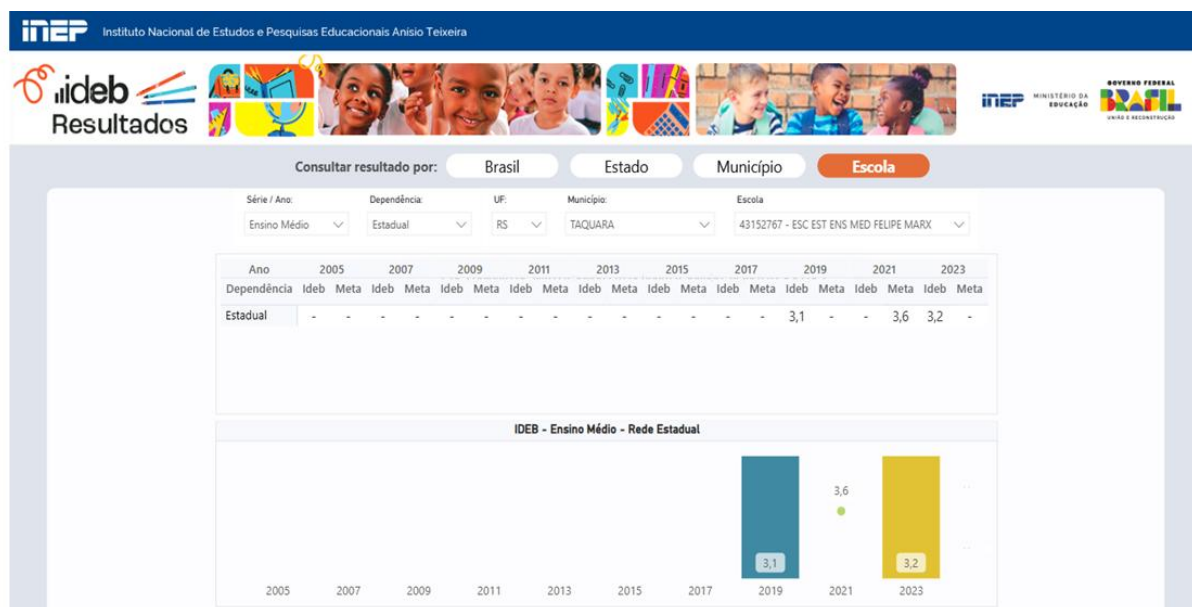 inep Instituto Nacional de Estudos e Pesquisas Educacionais Anísio Teixeira
ideb
Resultados
inep MINISTÉRIO DA EDUCAÇÃO
GOVERNO FEDERAL
BRASIL
UNIÃO E RECONSTRUÇÃO
Consultar resultado por: Brasil Estado Município Escola
Série / Ano: Dependência: UF: Município: Escola
Ensino Médio Estadual RS TAQUARA 43152767 - ESC EST ENS MED FELIPE MARX
Ano 2005 2007 2009 2011 2013 2015 2017 2019 2021 2023
Dependência Ideb Meta Ideb Meta Ideb Meta Ideb Meta Ideb Meta Ideb Meta Ideb Meta Ideb Meta Ideb Meta Ideb Meta
Estadual - - - - - - - - - - - - - - 3,1 - - 3,6 3,2 -
IDEB - Ensino Médio - Rede Estadual
3,6
3,1 3,2
2005 2007 2009 2011 2013 2015 2017 2019 2021 2023